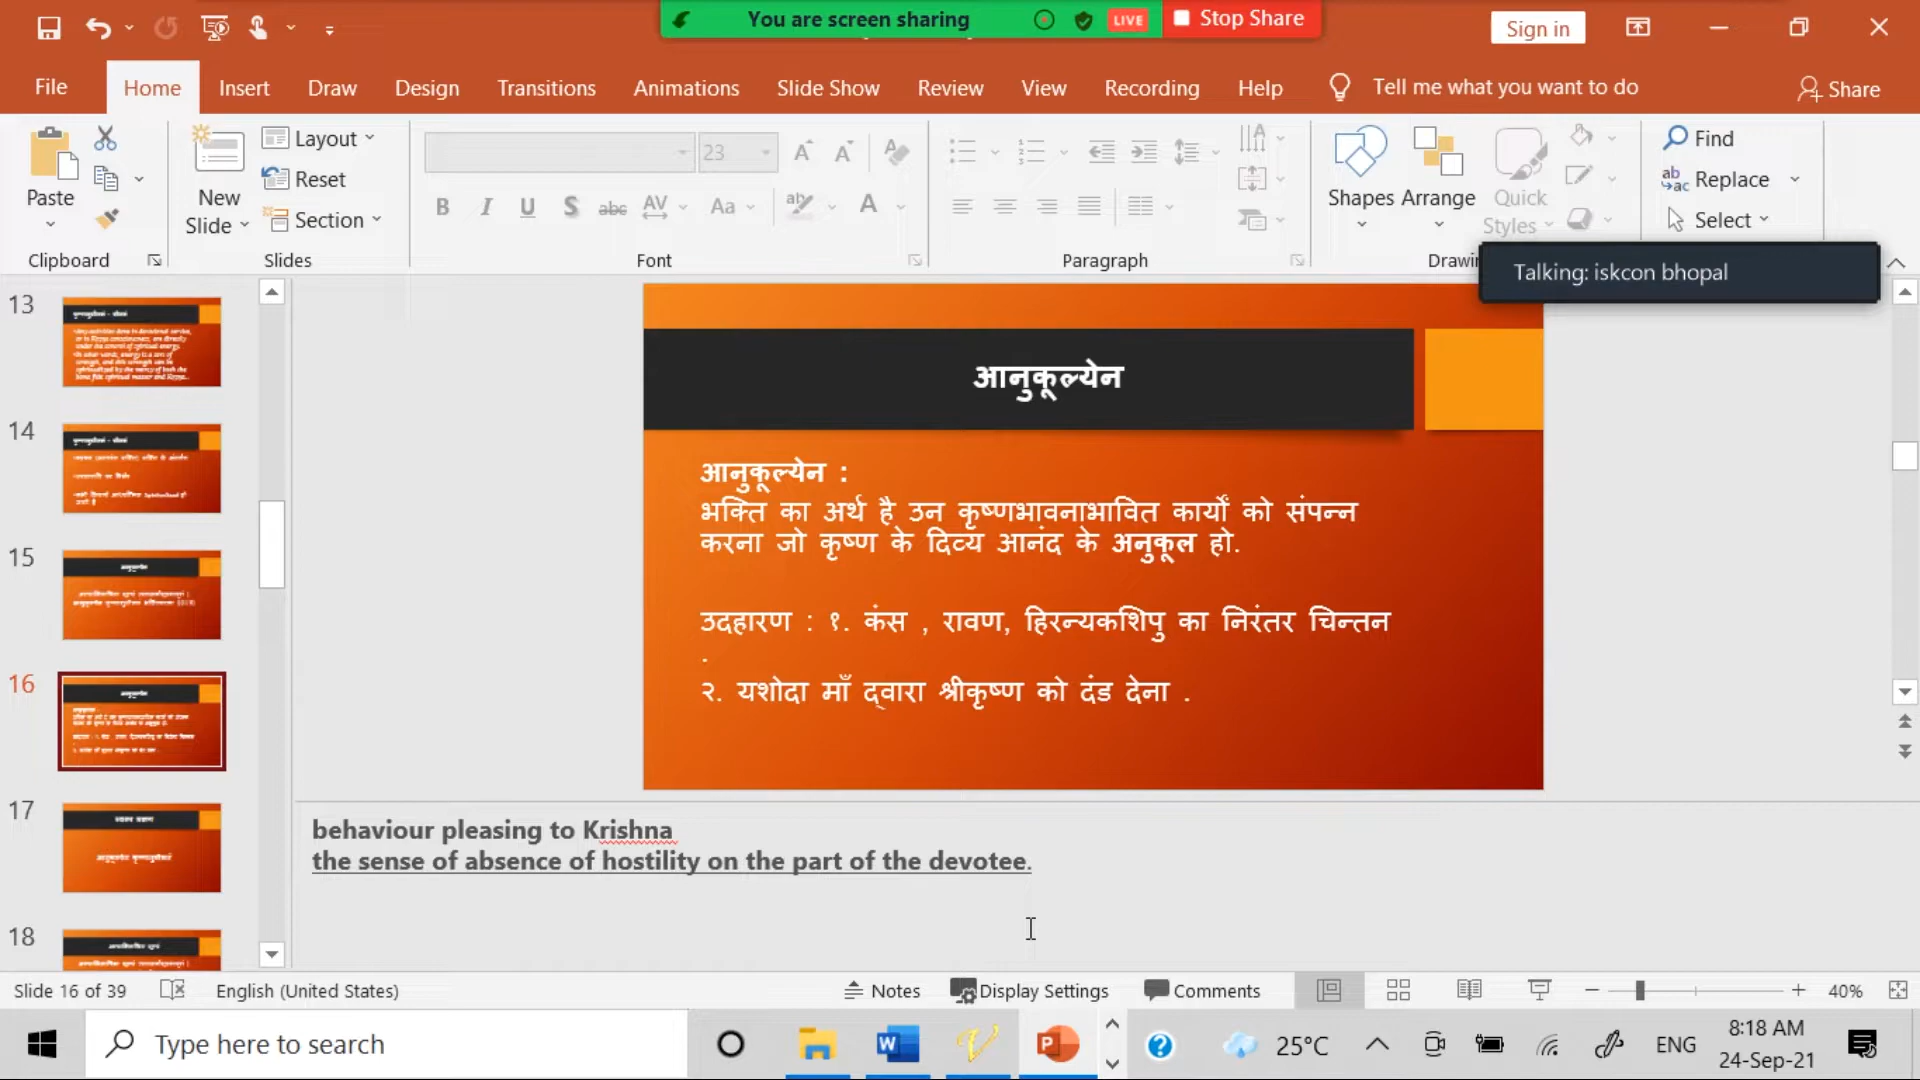 You are screen sharing
LIVE
Stop Share
Sign in
File
Home
Insert
Draw
Design
Transitions
Animations
Slide Show
Review
View
Recording
Help
Tell me what you want to do
Share
Paste
New
Slide
Layout
Reset
Section
23
Shapes
Arrange
Quick
Styles
Find
Replace
Select
Clipboard
Slides
Font
Paragraph
Talking: iskcon bhopal
13
14
15
16
17
18
आनुकूल्येन
आनुकूल्येन :
भक्ति का अर्थ है उन कृष्णभावनाभावित कार्यों को संपन्न
करना जो कृष्ण के दिव्य आनंद के अनुकूल हो.
उदहारण : १. कंस , रावण, हिरन्यकशिपु का निरंतर चिन्तन
.
२. यशोदा माँ द्वारा श्रीकृष्ण को दंड देना .
behaviour pleasing to Krishna
the sense of absence of hostility on the part of the devotee.
Slide 16 of 39
English (United States)
Notes
Display Settings
Comments
40%
Type here to search
25°C
ENG
8:18 AM
24-Sep-21